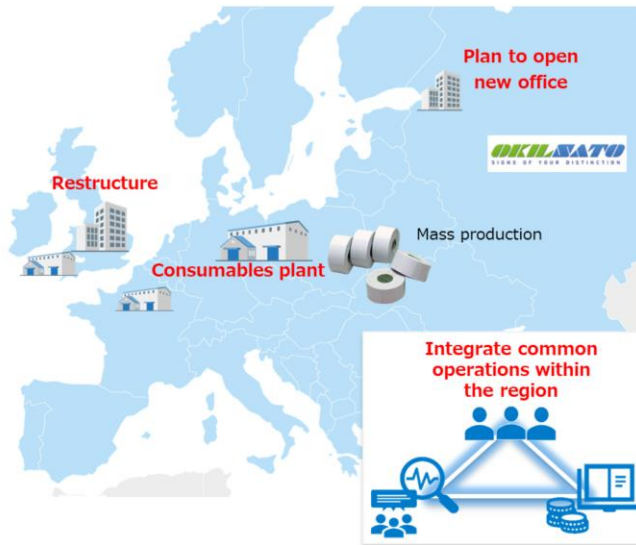 Plan to open
new office
OKIL SATO
SIGNS OF YOUR DISTINCTION
Restructure
Mass production
Consumables plant
Integrate common
operations within
the region